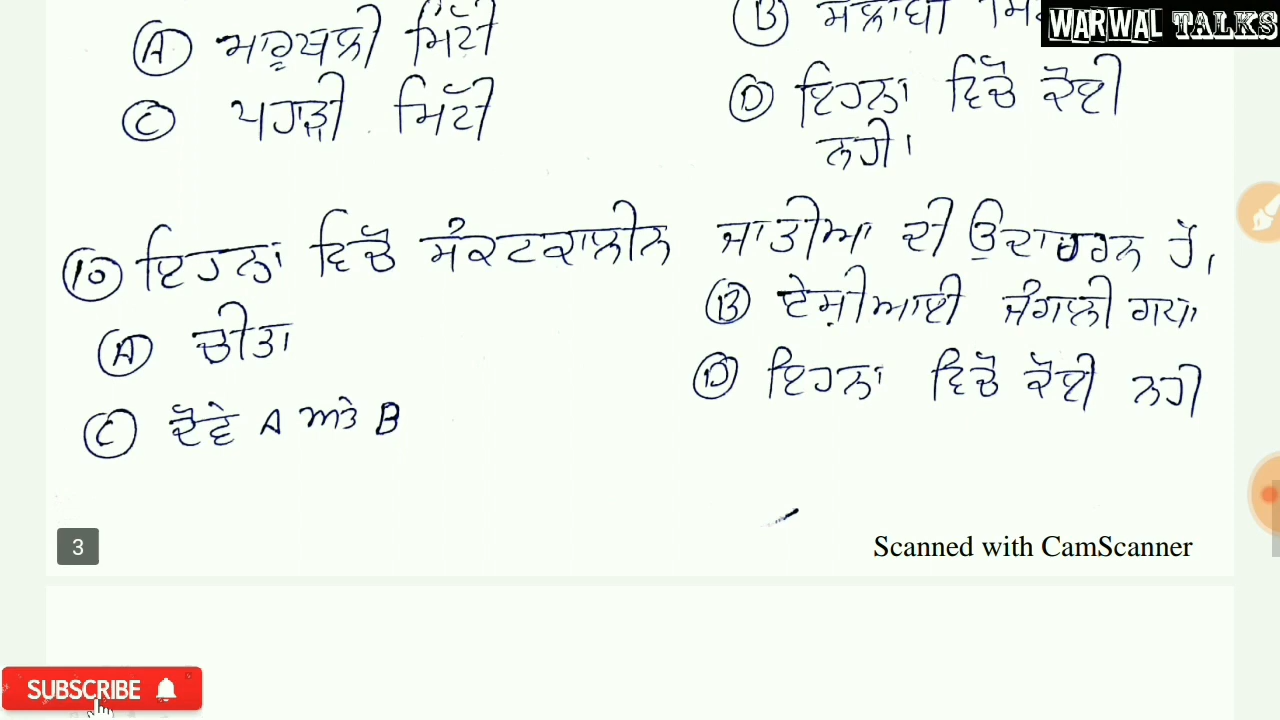 WARWAL TALKS
Ⓐ ਮਾਰੂਥਲੀ ਮਿੱਟੀ Ⓑ
Ⓒ ਪਹਾੜੀ ਮਿੱਟੀ Ⓓ ਇਹਨਾਂ ਵਿੱਚੋ ਕੋਈ
ਨਹੀ।
⑩ ਇਹਨਾਂ ਵਿੱਚੋ ਸੰਕਟਕਾਲੀਨ ਜਾਤੀਆ ਦੀ ਉਦਾਹਰਨ ਹੈ।
Ⓐ ਚੀਤਾ Ⓑ ਏਸ਼ੀਆਈ ਜੰਗਲੀ ਗਧਾ
Ⓒ ਦੋਵੇ A ਅਤੇ B Ⓓ ਇਹਨਾਂ ਵਿੱਚੋ ਕੋਈ ਨਹੀ
3
Scanned with CamScanner
SUBSCRIBE